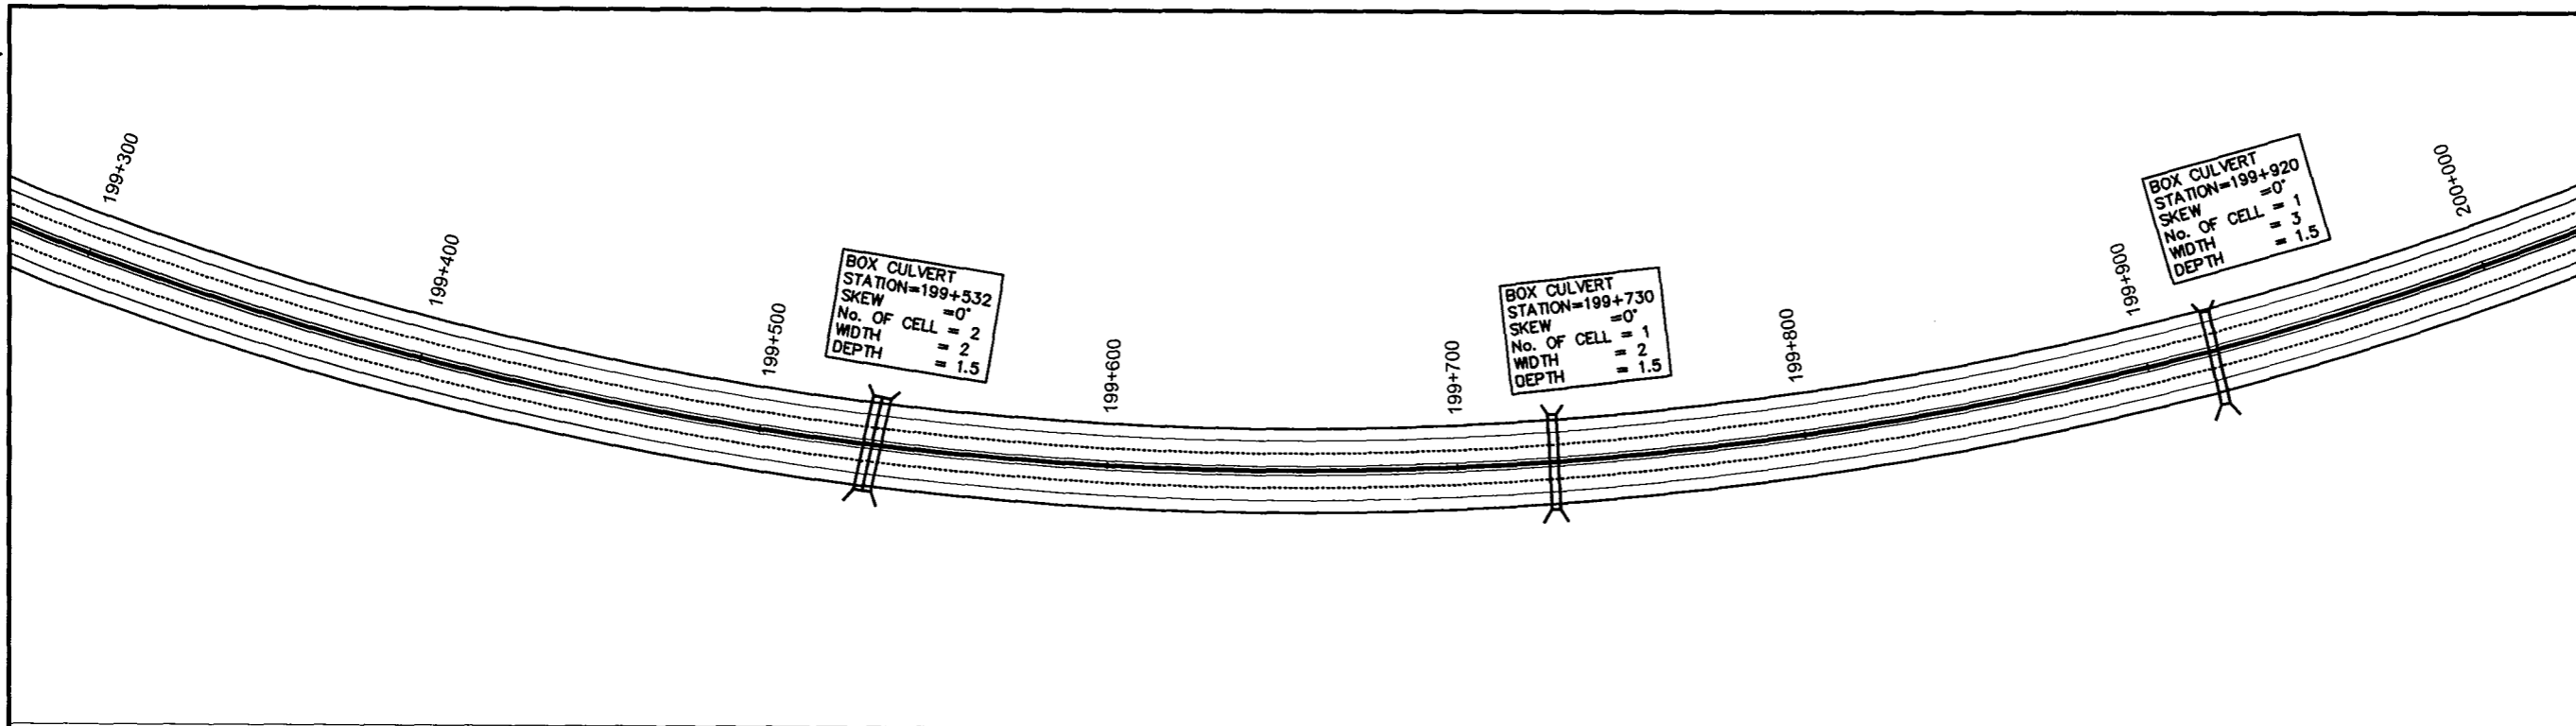 199+300
199+400
199+500
BOX CULVERT
STATION=199+532
SKEW =0°
No. OF CELL = 2
WIDTH = 2
DEPTH = 1.5
199+600
199+700
BOX CULVERT
STATION=199+730
SKEW =0°
No. OF CELL = 1
WIDTH = 2
DEPTH = 1.5
199+800
199+900
BOX CULVERT
STATION=199+920
SKEW =0°
No. OF CELL = 1
WIDTH = 3
DEPTH = 1.5
200+000